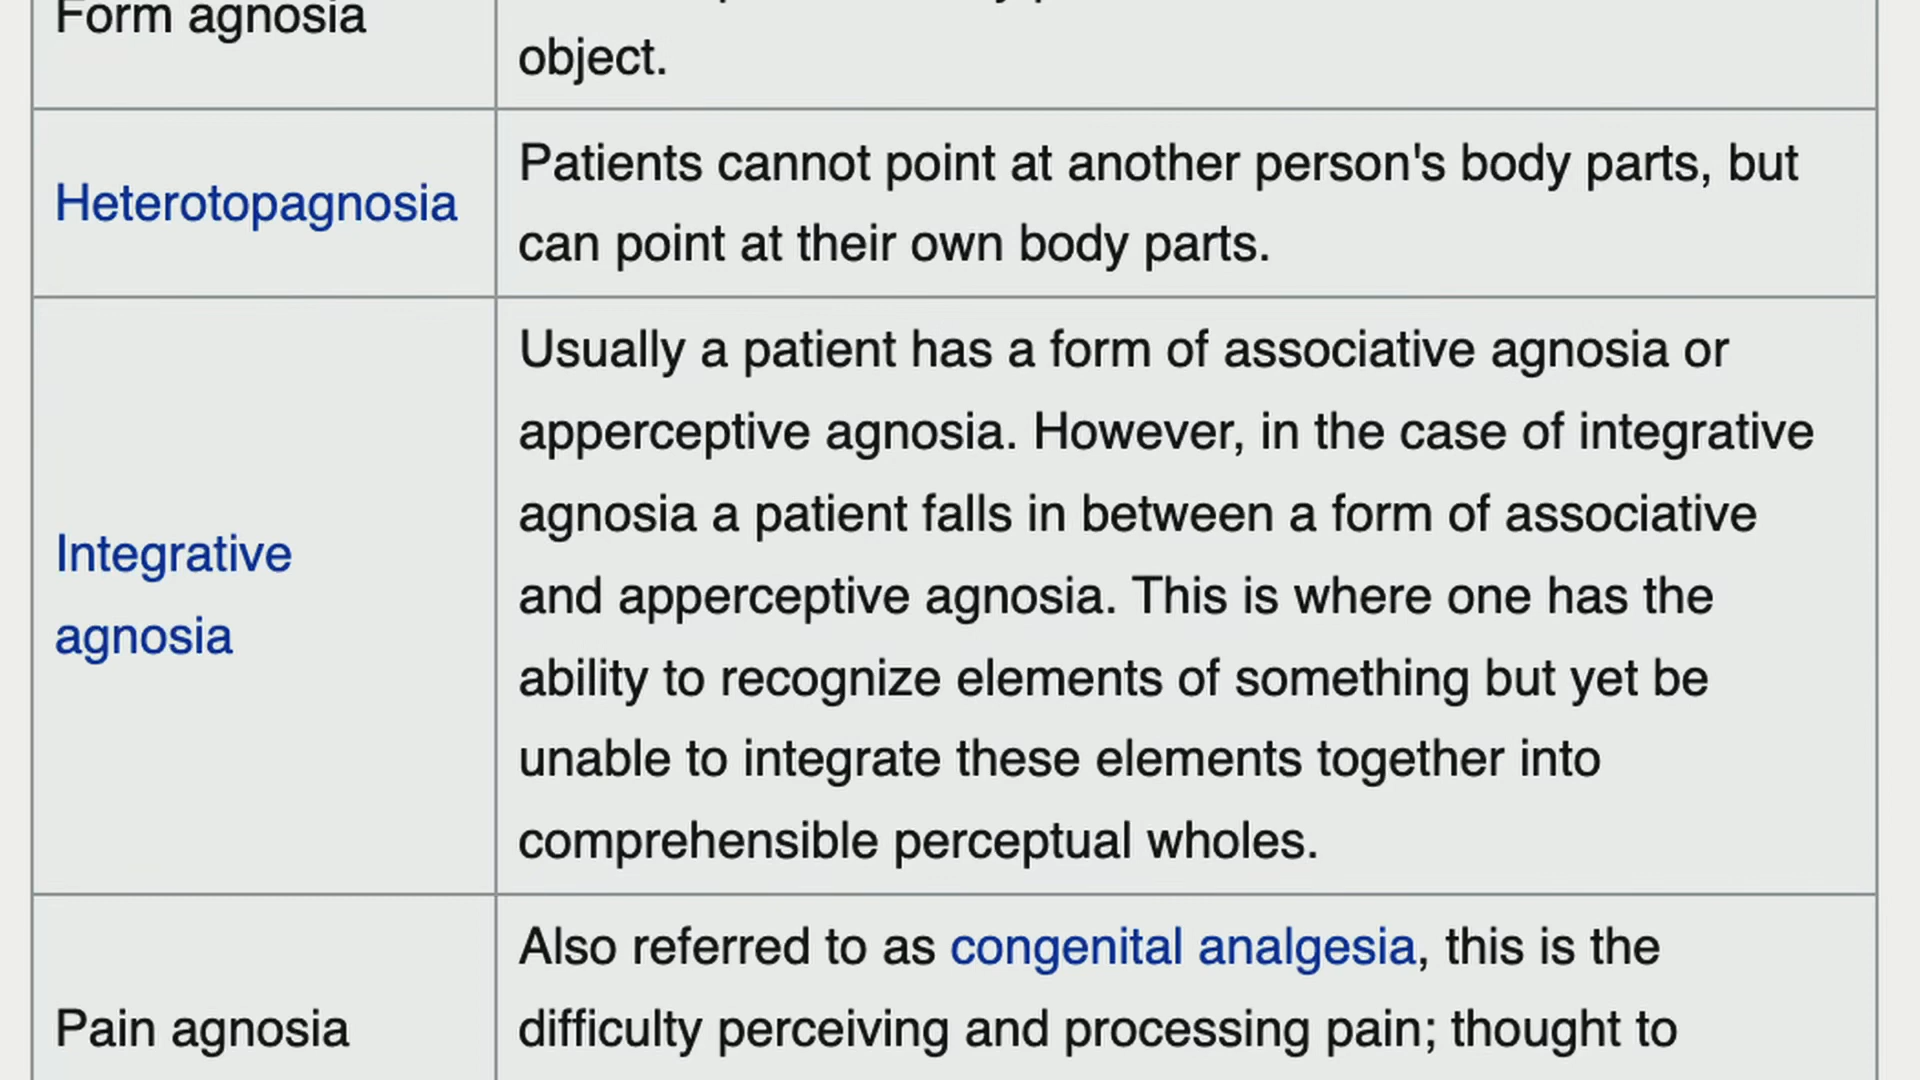 Form agnosia
object.
Heterotopagnosia
Patients cannot point at another person's body parts, but
can point at their own body parts.
Integrative
agnosia
Usually a patient has a form of associative agnosia or
apperceptive agnosia. However, in the case of integrative
agnosia a patient falls in between a form of associative
and apperceptive agnosia. This is where one has the
ability to recognize elements of something but yet be
unable to integrate these elements together into
comprehensible perceptual wholes.
Pain agnosia
Also referred to as congenital analgesia, this is the
difficulty perceiving and processing pain; thought to